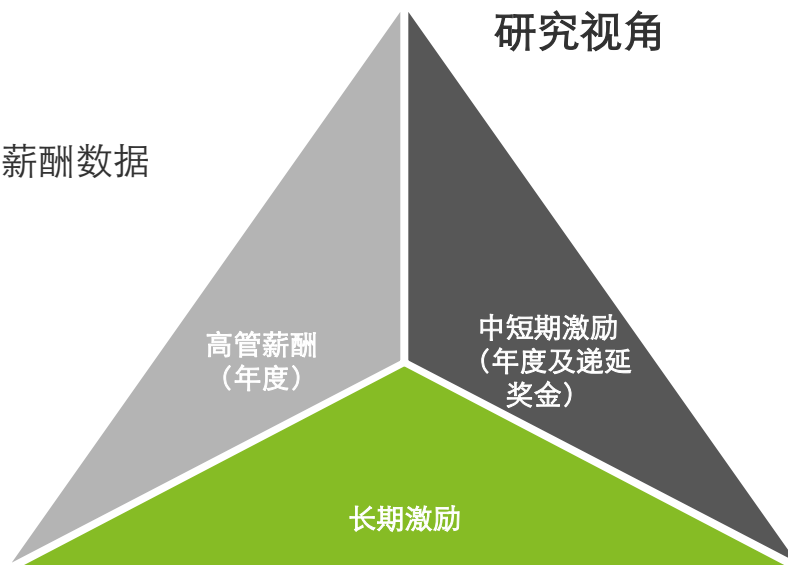 研究视角
薪酬数据
高管薪酬
（年度）
中短期激励
（年度及递延
奖金）
长期激励